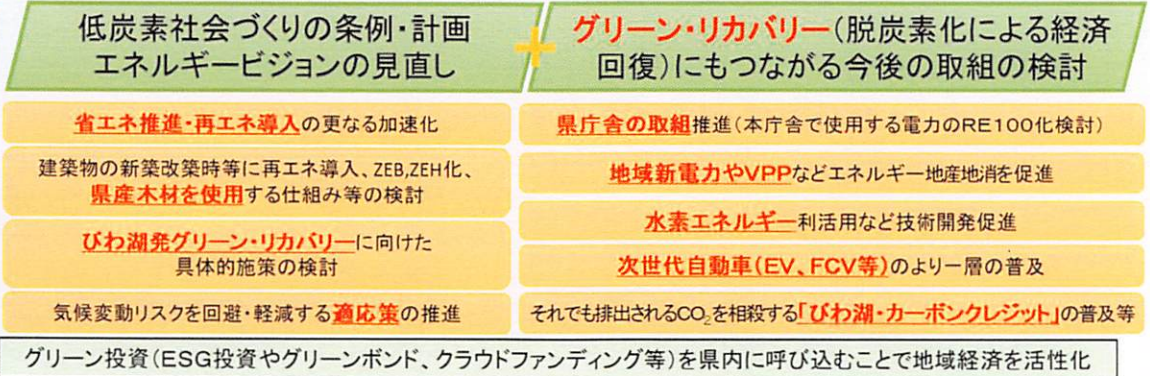 低炭素社会づくりの条例・計画
エネルギービジョンの見直し
+
グリーン・リカバリー(脱炭素化による経済
回復)にもつながる今後の取組の検討
省エネ推進・再エネ導入の更なる加速化
建築物の新築改築時等に再エネ導入、ZEB,ZEH化、
県産木材を使用する仕組み等の検討
びわ湖発グリーン・リカバリーに向けた
具体的施策の検討
気候変動リスクを回避・軽減する適応策の推進
県庁舎の取組推進(本庁舎で使用する電力のRE100化検討)
地域新電力やVPPなどエネルギー地産地消を促進
水素エネルギー利活用など技術開発促進
次世代自動車(EV、FCV等)のより一層の普及
それでも排出されるCO₂を相殺する「びわ湖・カーボンクレジット」の普及等
グリーン投資(ESG投資やグリーンボンド、クラウドファンディング等)を県内に呼び込むことで地域経済を活性化